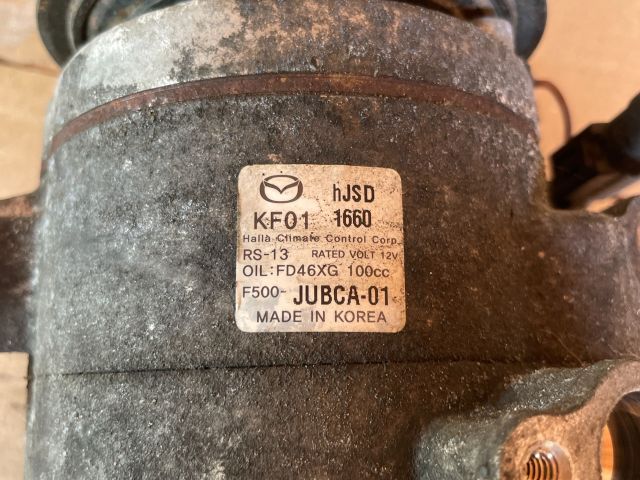 hJSD
KF01 1660
Halla Climate Control Corp.
RS-13 RATED VOLT 12V
OIL:FD46XG 100cc
F500- JUBCA-01
MADE IN KOREA